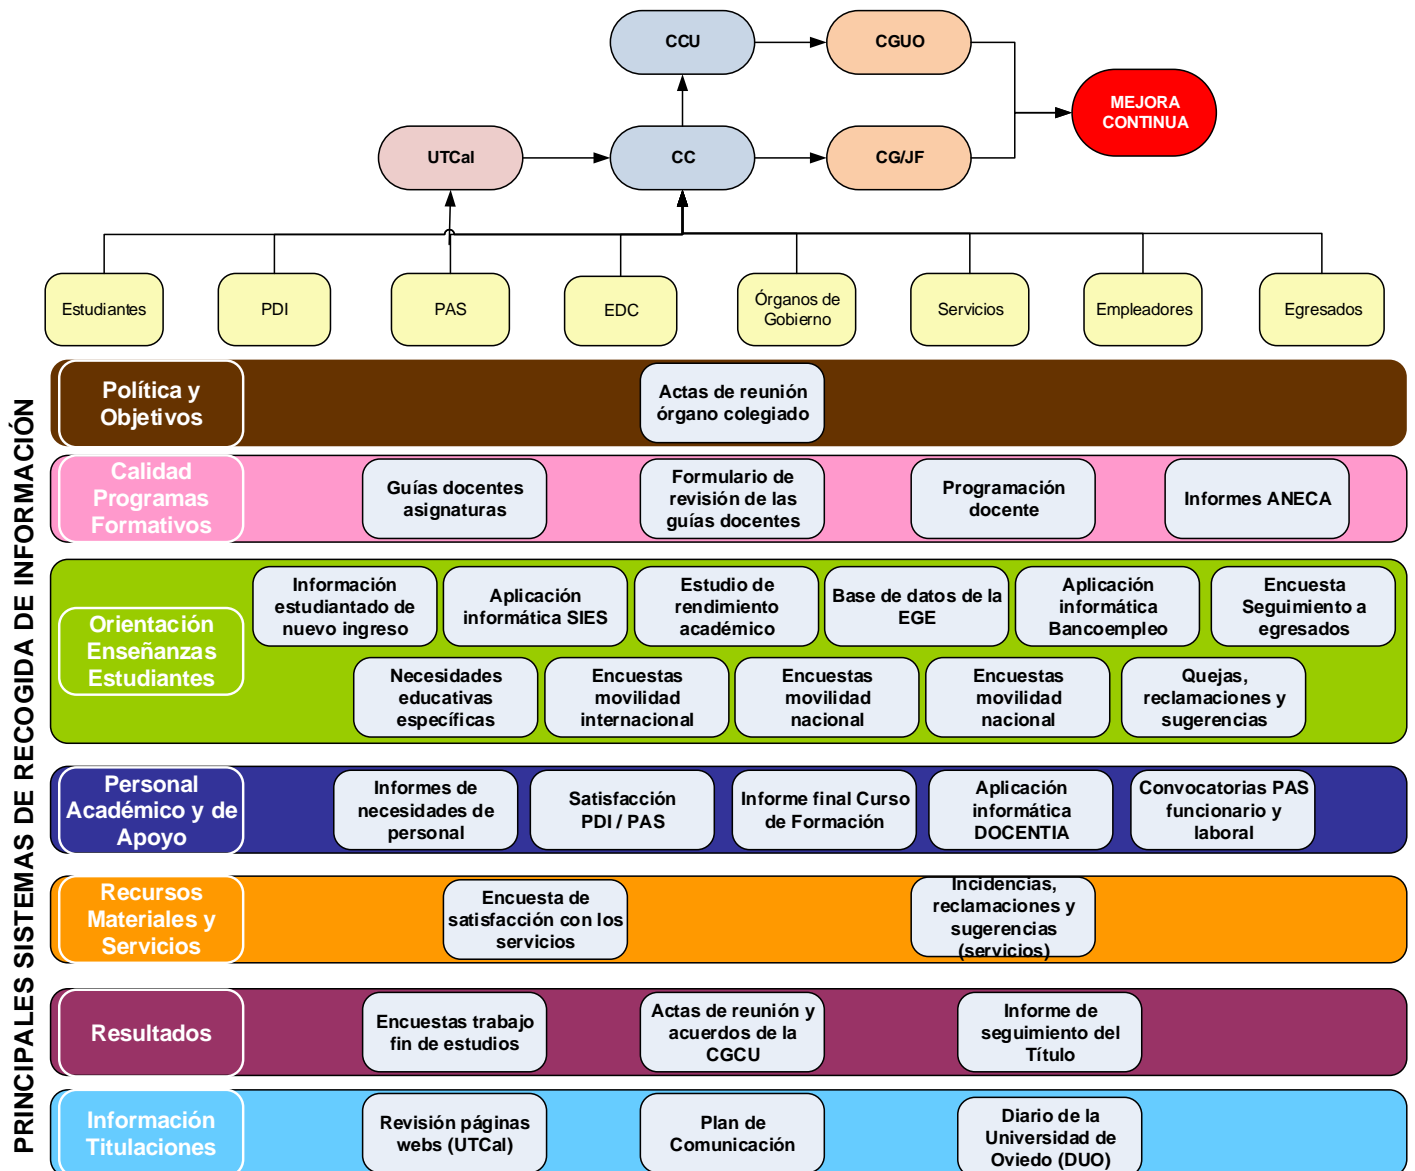 CCU
CGUO
MEJORA
CONTINUA
UTCal
CC
CG/JF
Estudiantes
PDI
PAS
EDC
Órganos de
Gobierno
Servicios
Empleadores
Egresados
PRINCIPALES SISTEMAS DE RECOGIDA DE INFORMACIÓN
Política y
Objetivos
Actas de reunión
órgano colegiado
Calidad
Programas
Formativos
Guías docentes
asignaturas
Formulario de
revisión de las
guías docentes
Programación
docente
Informes ANECA
Orientación
Enseñanzas
Estudiantes
Información
estudiantado de
nuevo ingreso
Aplicación
informática SIES
Estudio de
rendimiento
académico
Base de datos de la
EGE
Aplicación
informática
Bancoempleo
Encuesta
Seguimiento a
egresados
Necesidades
educativas
específicas
Encuestas
movilidad
internacional
Encuestas
movilidad
nacional
Encuestas
movilidad
nacional
Quejas,
reclamaciones y
sugerencias
Personal
Académico y de
Apoyo
Informes de
necesidades de
personal
Satisfacción
PDI / PAS
Informe final Curso
de Formación
Aplicación
informática
DOCENTIA
Convocatorias PAS
funcionario y
laboral
Recursos
Materiales y
Servicios
Encuesta de
satisfacción con los
servicios
Incidencias,
reclamaciones y
sugerencias
(servicios)
Resultados
Encuestas trabajo
fin de estudios
Actas de reunión y
acuerdos de la
CGCU
Informe de
seguimiento del
Título
Información
Titulaciones
Revisión páginas
webs (UTCal)
Plan de
Comunicación
Diario de la
Universidad de
Oviedo (DUO)